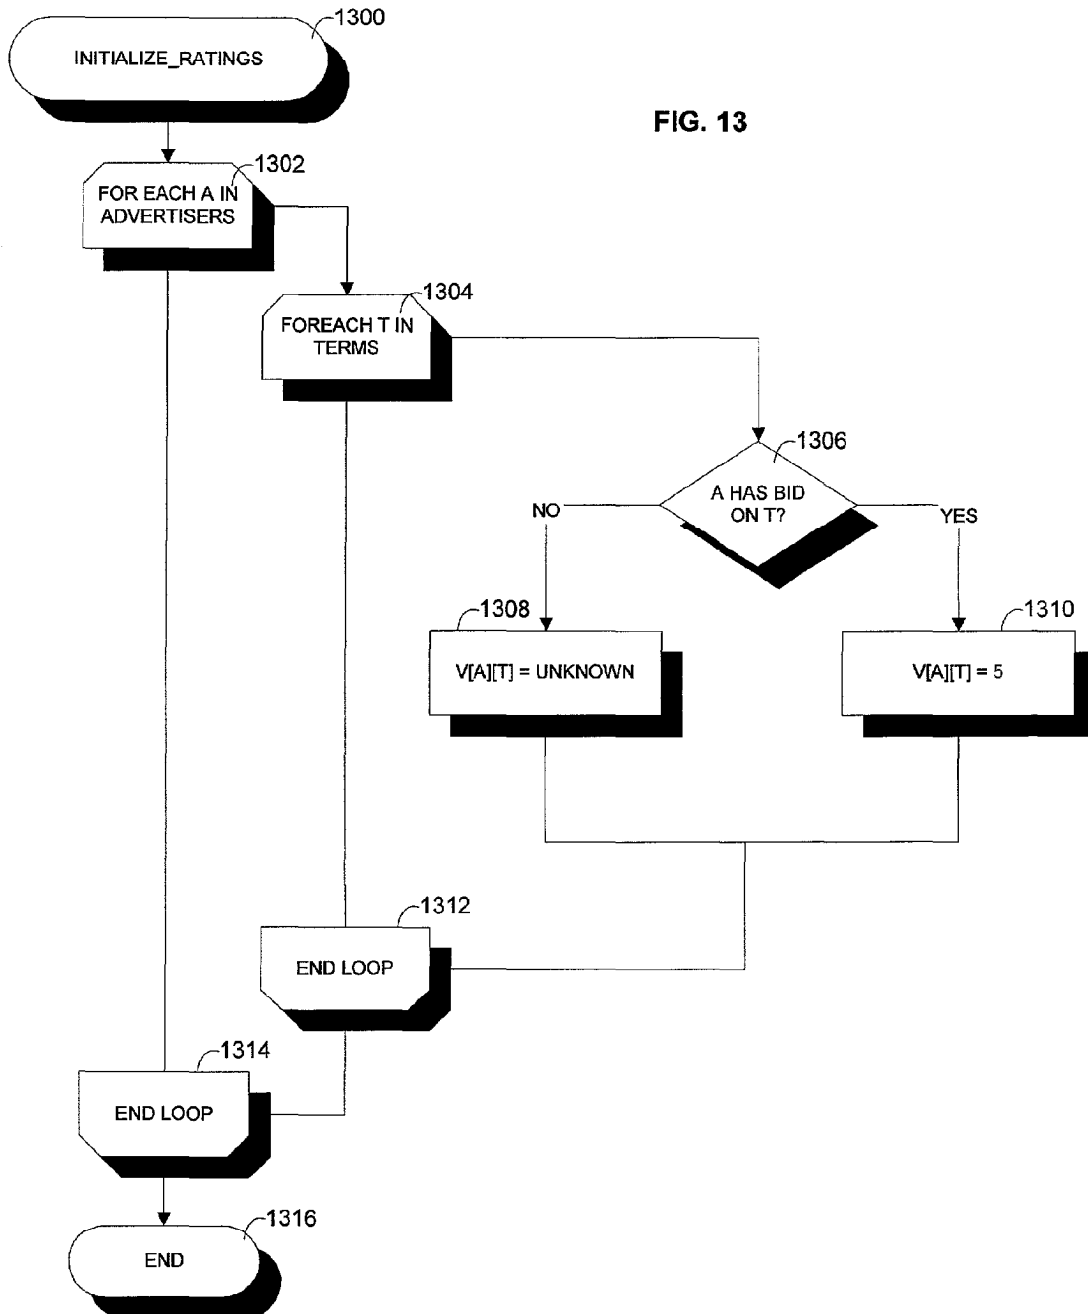 1300
INITIALIZE_RATINGS
FIG. 13
1302
FOR EACH A IN
ADVERTISERS
1304
FOREACH T IN
TERMS
1306
A HAS BID
ON T?
NO
YES
1308
V[A][T] = UNKNOWN
1310
V[A][T] = 5
1312
END LOOP
1314
END LOOP
1316
END